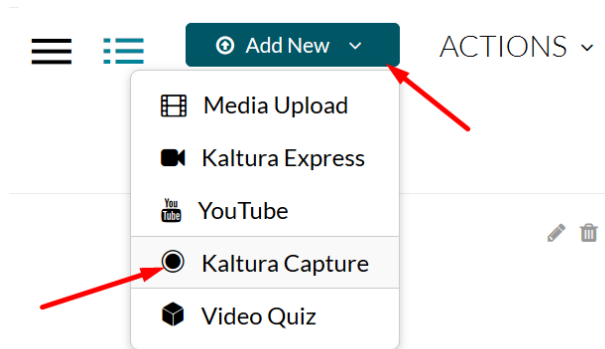 Add New
ACTIONS
Media Upload
Kaltura Express
You Tube YouTube
Kaltura Capture
Video Quiz